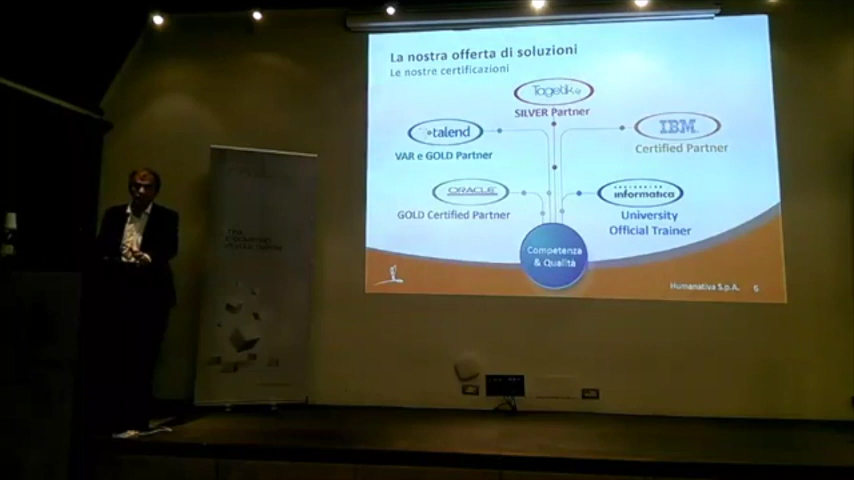 La nostra offerta di soluzioni
Le nostre certificazioni
Tagetik
SILVER Partner
talend
VAR e GOLD Partner
IBM
Certified Partner
ORACLE
GOLD Certified Partner
informatica
University
Official Trainer
Competenza
& Qualità
Humanativa S.p.A. 6